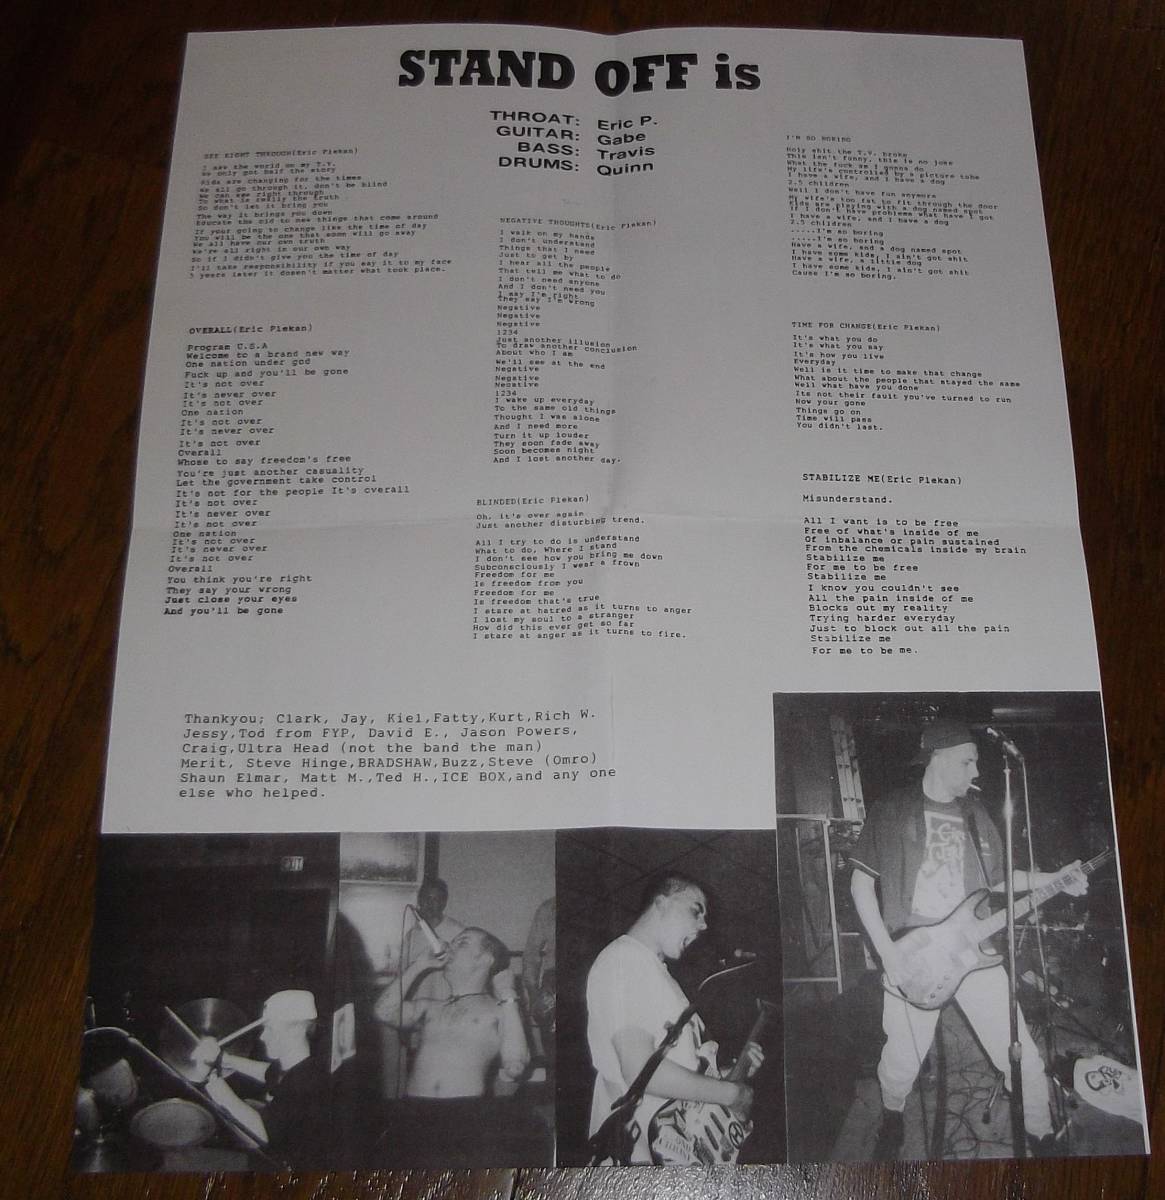 STAND OFF is
THROAT: Eric P.
GUITAR: Gabe
BASS: Travis
DRUMS: Quinn
SEE RIGHT THROUGH(Eric Plekan)
I saw the world on my T.V.
We only got half the story
Kids are changing for the times
We all go through it, don't be blind
We can see right through
To what is really the truth
So don't let it bring you
The way it brings you down
Educate the old to new things that come around
If your going to change like the time of day
You will be the one that soon will go away
We all have our own truth
We're all right in our own way
So if I didn't give you the time of day
I'll take responsibility if you say it to my face
5 years later it dosen't matter what took place.
OVERALL(Eric Plekan)
Program U.S.A
Welcome to a brand new way
One nation under god
Fuck up and you'll be gone
It's not over
It's never over
It's not over
One nation
It's not over
It's never over
It's not over
Overall
Whose to say freedom's free
You're just another casuality
Let the government take control
It's not for the people It's overall
It's not over
It's never over
It's not over
One nation
It's not over
It's never over
It's not over
Overall
You think you're right
They say your wrong
Just close your eyes
And you'll be gone
NEGATIVE THOUGHTS(Eric Plekan)
I walk on my hands
I don't understand
Things that I need
Just to get by
I hear all the people
That tell me what to do
I don't need anyone
And I don't need you
I say I'm right
They say I'm wrong
Negative
Negative
Negative
1234
Just another illusion
To draw another conclusion
About who I am
We'll see at the end
Negative
Negative
Negative
1234
I wake up everyday
To the same old things
Thought I was alone
And I need more
Turn it up louder
They soon fade away
Soon becomes night
And I lost another day.
BLINDED(Eric Plekan)
Oh, it's over again
Just another disturbing trend.
All I try to do is understand
What to do, Where I stand
I don't see how you bring me down
Subconsciously I wear a frown
Freedom for me
Is freedom from you
Freedom for me
Is freedom that's true
I stare at hatred as it turns to anger
I lost my soul to a stranger
How did this ever get so far
I stare at anger as it turns to fire.
I'M SO BORING
Holy shit the T.V. broke
This isn't funny, this is no joke
What the fuck am I gonna do
My life's controlled by a picture tube
I have a wife, and I have a dog
2.5 children
Well I don't have fun anymore
My wife's too fat to fit through the door
Kids are playing with a dog named spot
If I don't have problems what have I got
I have a wife, and I have a dog
2.5 children
.....I'm so boring
.....I'm so boring
Have a wife, and a dog named spot
I have some kids, I ain't got shit
Have a wife, a little dog
I have some kids, I ain't got shit
Cause I'm so boring.
TIME FOR CHANGE(Eric Plekan)
It's what you do
It's what you say
It's how you live
Everyday
Well is it time to make that change
What about the people that stayed the same
Well what have you done
Its not their fault you've turned to run
Now your gone
Things go on
Time will pass
You didn't last.
STABILIZE ME(Eric Plekan)
Misunderstand.
All I want is to be free
Free of what's inside of me
Of inbalance or pain sustained
From the chemicals inside my brain
Stabilize me
For me to be free
Stabilize me
I know you couldn't see
All the pain inside of me
Blocks out my reality
Trying harder everyday
Just to block out all the pain
Stabilize me
For me to be me.
Thankyou; Clark, Jay, Kiel,Fatty,Kurt,Rich W.
Jessy,Tod from FYP, David E., Jason Powers,
Craig,Ultra Head (not the band the man)
Merit, Steve Hinge,BRADSHAW,Buzz,Steve (Omro)
Shaun Elmar, Matt M.,Ted H.,ICE BOX,and any one
else who helped.
EXIT